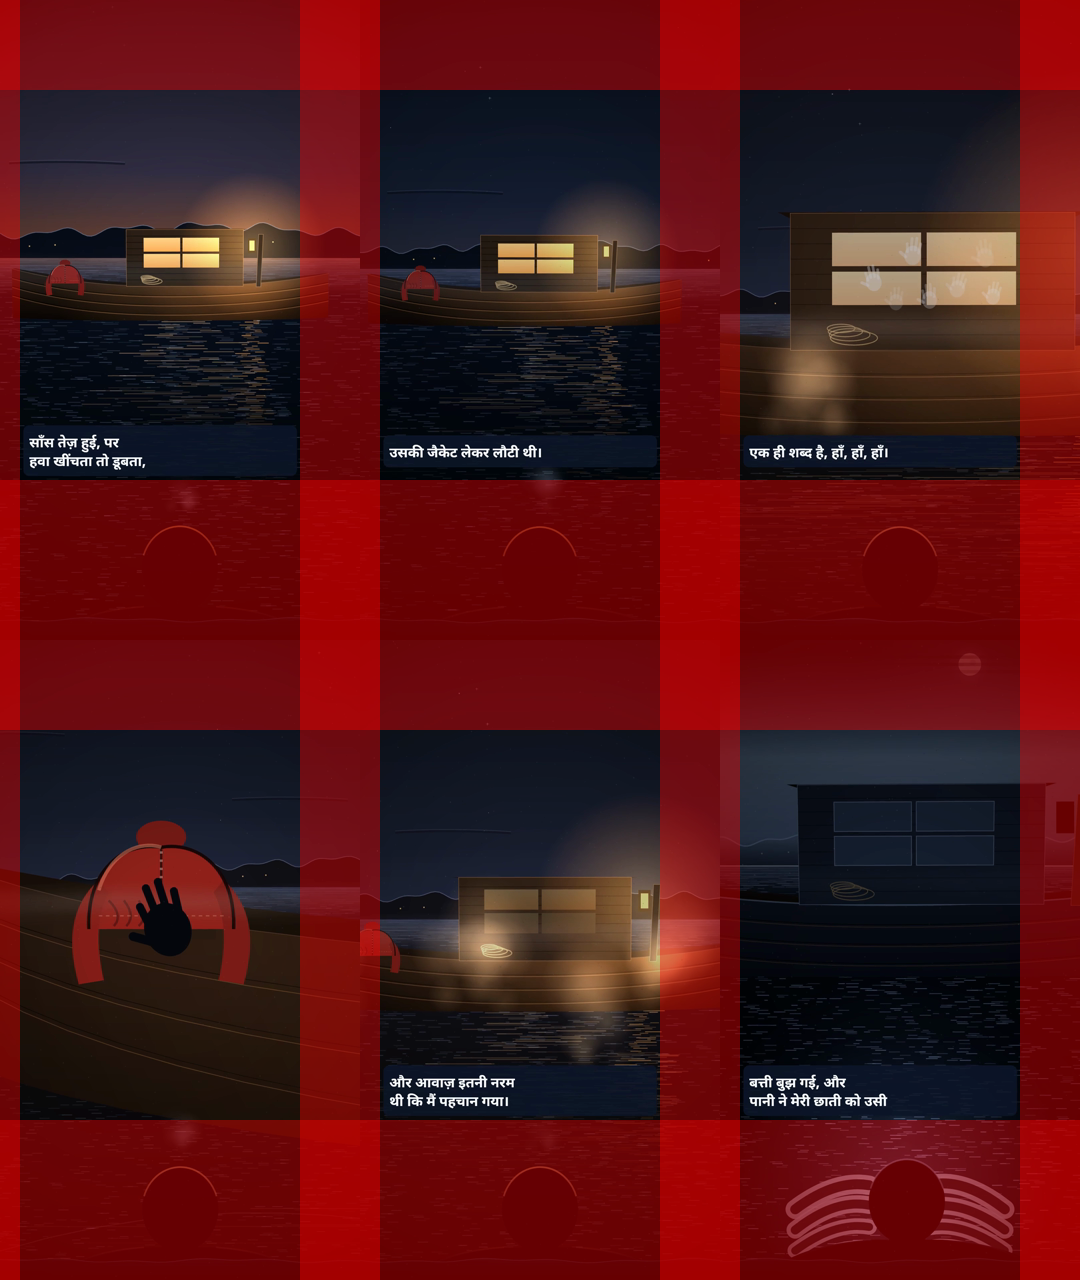 साँस तेज़ हुई, पर
हवा खींचता तो डूबता,
उसकी जैकेट लेकर लौटी थी।
एक ही शब्द है, हाँ, हाँ, हाँ।
और आवाज़ इतनी नरम
थी कि मैं पहचान गया।
बत्ती बुझ गई, और
पानी ने मेरी छाती को उसी